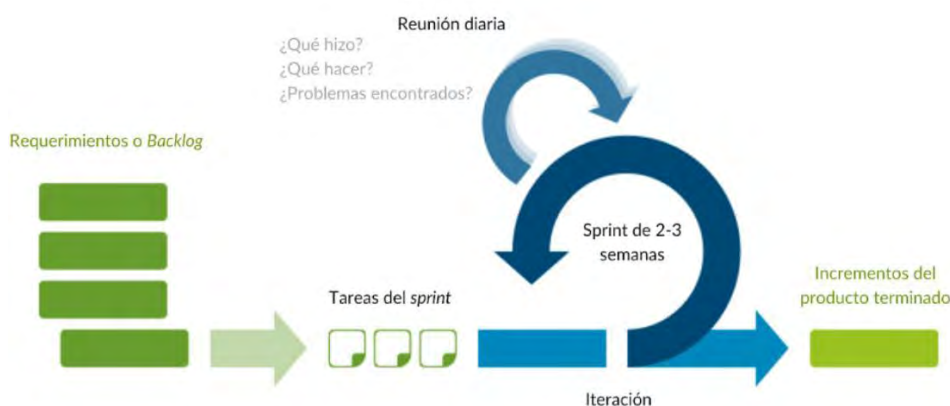 Reunión diaria
¿Qué hizo?
¿Qué hacer?
¿Problemas encontrados?
Requerimientos o Backlog
Sprint de 2-3
semanas
Tareas del sprint
Incrementos del
producto terminado
Iteración